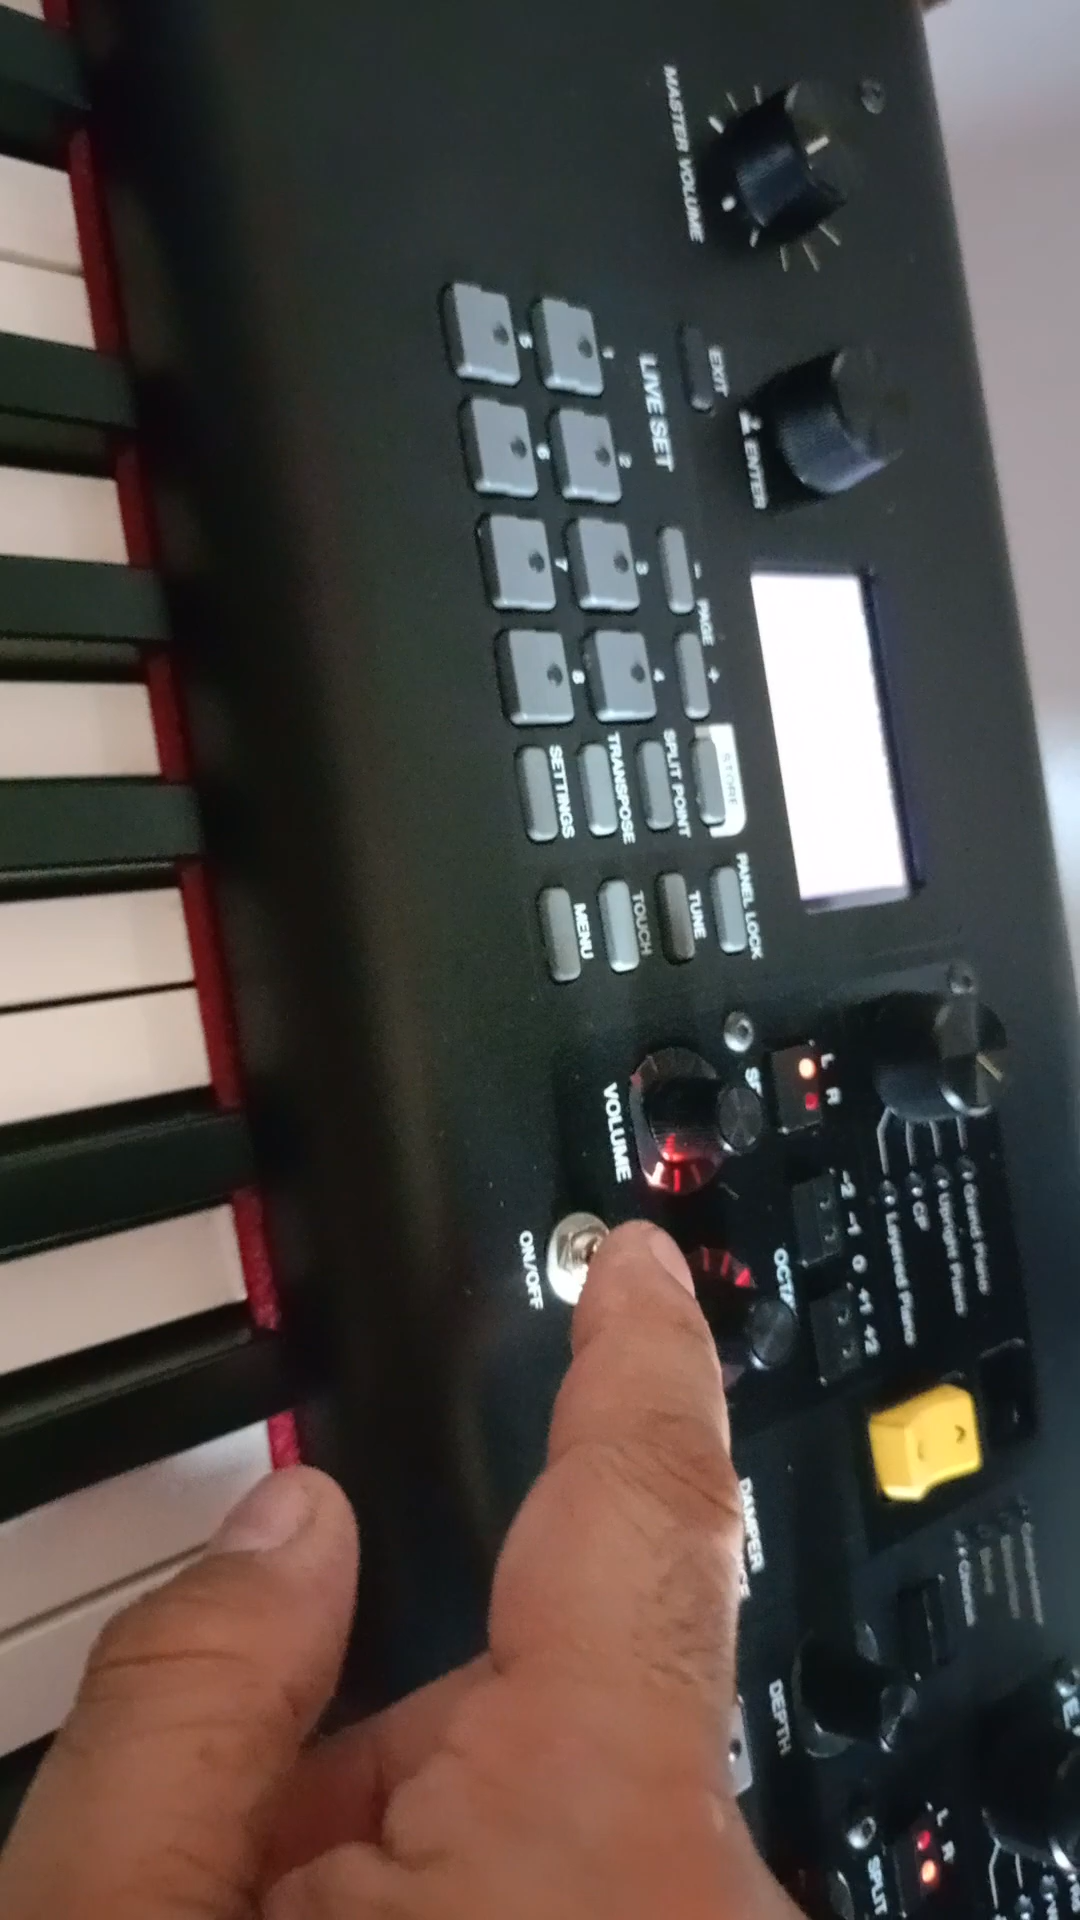 MASTER VOLUME
EXIT
ENTER
LIVE SET
1
2
3
4
5
6
7
8
- PAGE +
STORE
PANEL LOCK
SPLIT POINT
TUNE
TRANSPOSE
TOUCH
SETTINGS
MENU
L R
-2 -1 0 +1 +2
Grand Piano
Upright Piano
CP
Layered Piano
VOLUME
ON/OFF
DAMPER
DEPTH
Chorus
L R
SPLIT